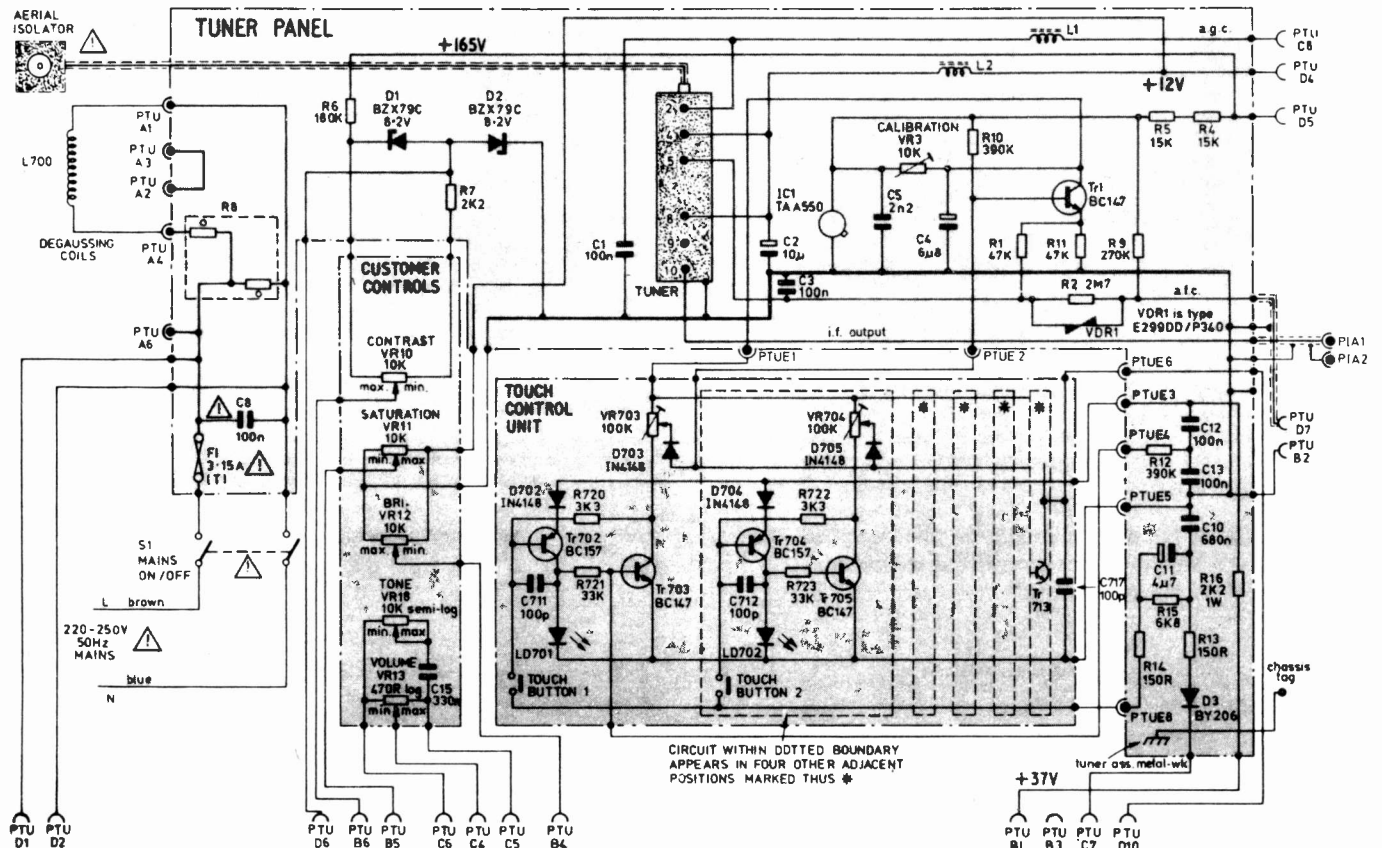 AERIAL
ISOLATOR
TUNER PANEL
+165V
L1
a.g.c.
PTU
C8
L2
PTU
D4
+12V
PTU
D5
PTU
A1
PTU
A3
PTU
A2
L700
DEGAUSSING
COILS
PTU
A4
R8
PTU
A6
R6
180K
D1
BZX79C
8·2V
D2
BZX79C
8·2V
R7
2K2
C1
100n
2
4
5
8
9
10
TUNER
C2
10µ
C3
100n
CALIBRATION
VR3
10K
IC1
TAA550
C5
2n2
C4
6µ8
R10
390K
Tr1
BC147
R5
15K
R4
15K
R1
47K
R11
47K
R9
270K
R2 2M7
a.f.c.
VDR1
VDR1 is type
E299DD/P340
i.f. output
PIA1
PIA2
PTU
D7
PTU
B2
CUSTOMER
CONTROLS
CONTRAST
VR10
10K
max. min.
SATURATION
VR11
10K
min. max
BRI.
VR12
10K
max min.
TONE
VR18
10K semi-log
min. max
VOLUME
VR13
470R log
min. max
C15
330n
C8
100n
F1
3·15A
(T)
S1
MAINS
ON/OFF
L brown
220-250V
50Hz
MAINS
blue
N
PTUE1
PTUE2
PTUE6
PTUE3
PTUE4
PTUE5
PTUE8
TOUCH
CONTROL
UNIT
VR703
100K
D703
IN4148
VR704
100K
D705
IN4148
D702
IN4148
R720
3K3
Tr702
BC157
C711
100p
R721
33K
Tr703
BC147
LD701
TOUCH
BUTTON 1
D704
IN4148
R722
3K3
Tr704
BC157
C712
100p
R723
33K
Tr705
BC147
LD702
TOUCH
BUTTON 2
* * * *
Tr
713
C717
100p
C12
100n
R12
390K
C13
100n
C10
680n
C11
4µ7
R15
6K8
R16
2K2
1W
R13
150R
R14
150R
D3
BY206
chassis
tag
tuner ass. metal-wk
CIRCUIT WITHIN DOTTED BOUNDARY
APPEARS IN FOUR OTHER ADJACENT
POSITIONS MARKED THUS *
+37V
PTU
D1
PTU
D2
PTU
D6
PTU
B6
PTU
B5
PTU
C6
PTU
C4
PTU
C5
PTU
B4
PTU
B1
PTU
B3
PTU
C7
PTU
D10